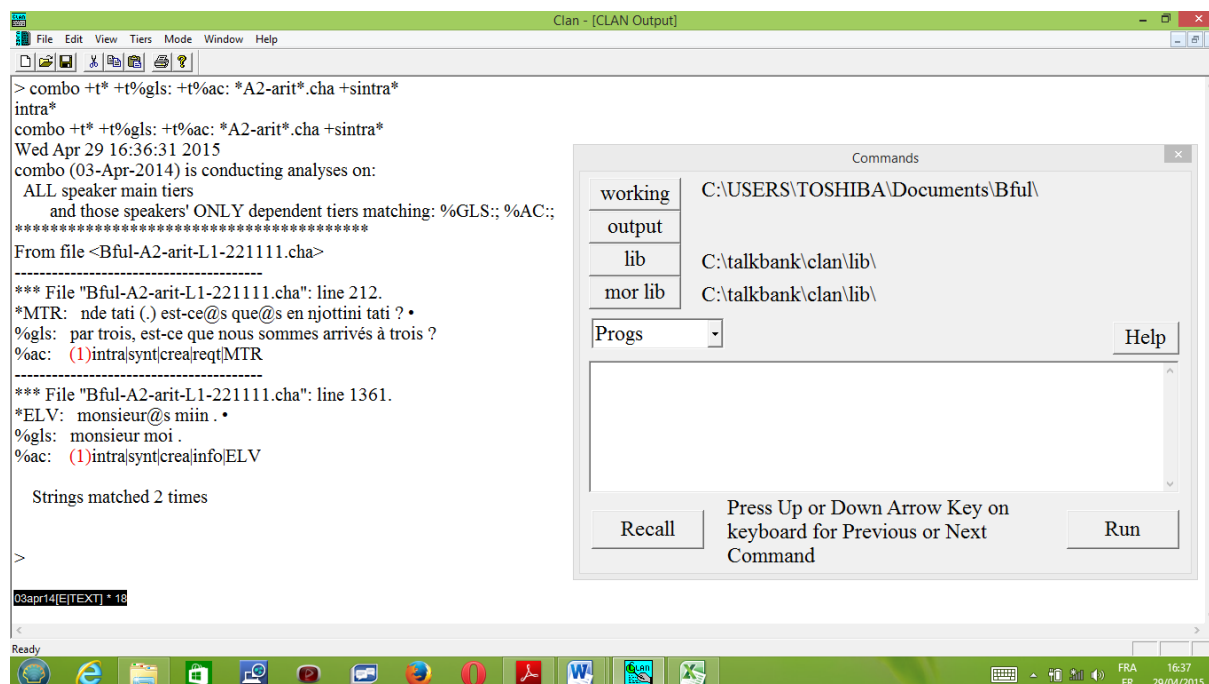 Clan - [CLAN Output]
File Edit View Tiers Mode Window Help
> combo +t* +t%gls: +t%ac: *A2-arit*.cha +sintra*
intra*
combo +t* +t%gls: +t%ac: *A2-arit*.cha +sintra*
Wed Apr 29 16:36:31 2015
combo (03-Apr-2014) is conducting analyses on:
ALL speaker main tiers
and those speakers' ONLY dependent tiers matching: %GLS:; %AC:;
****************************************
From file <Bful-A2-arit-L1-221111.cha>
----------------------------------------
*** File "Bful-A2-arit-L1-221111.cha": line 212.
*MTR: nde tati (.) est-ce@s que@s en njottini tati ? •
%gls: par trois, est-ce que nous sommes arrivés à trois ?
%ac: (1)intra|synt|crea|reqt|MTR
----------------------------------------
*** File "Bful-A2-arit-L1-221111.cha": line 1361.
*ELV: monsieur@s miin . •
%gls: monsieur moi .
%ac: (1)intra|synt|crea|info|ELV
Strings matched 2 times
>
03apr14[E|TEXT] * 18
Commands
working C:\USERS\TOSHIBA\Documents\Bful\
output
lib C:\talkbank\clan\lib\
mor lib C:\talkbank\clan\lib\
Progs
Help
Recall
Press Up or Down Arrow Key on
keyboard for Previous or Next
Command
Run
Ready
FRA 16:37
FR 29/04/2015